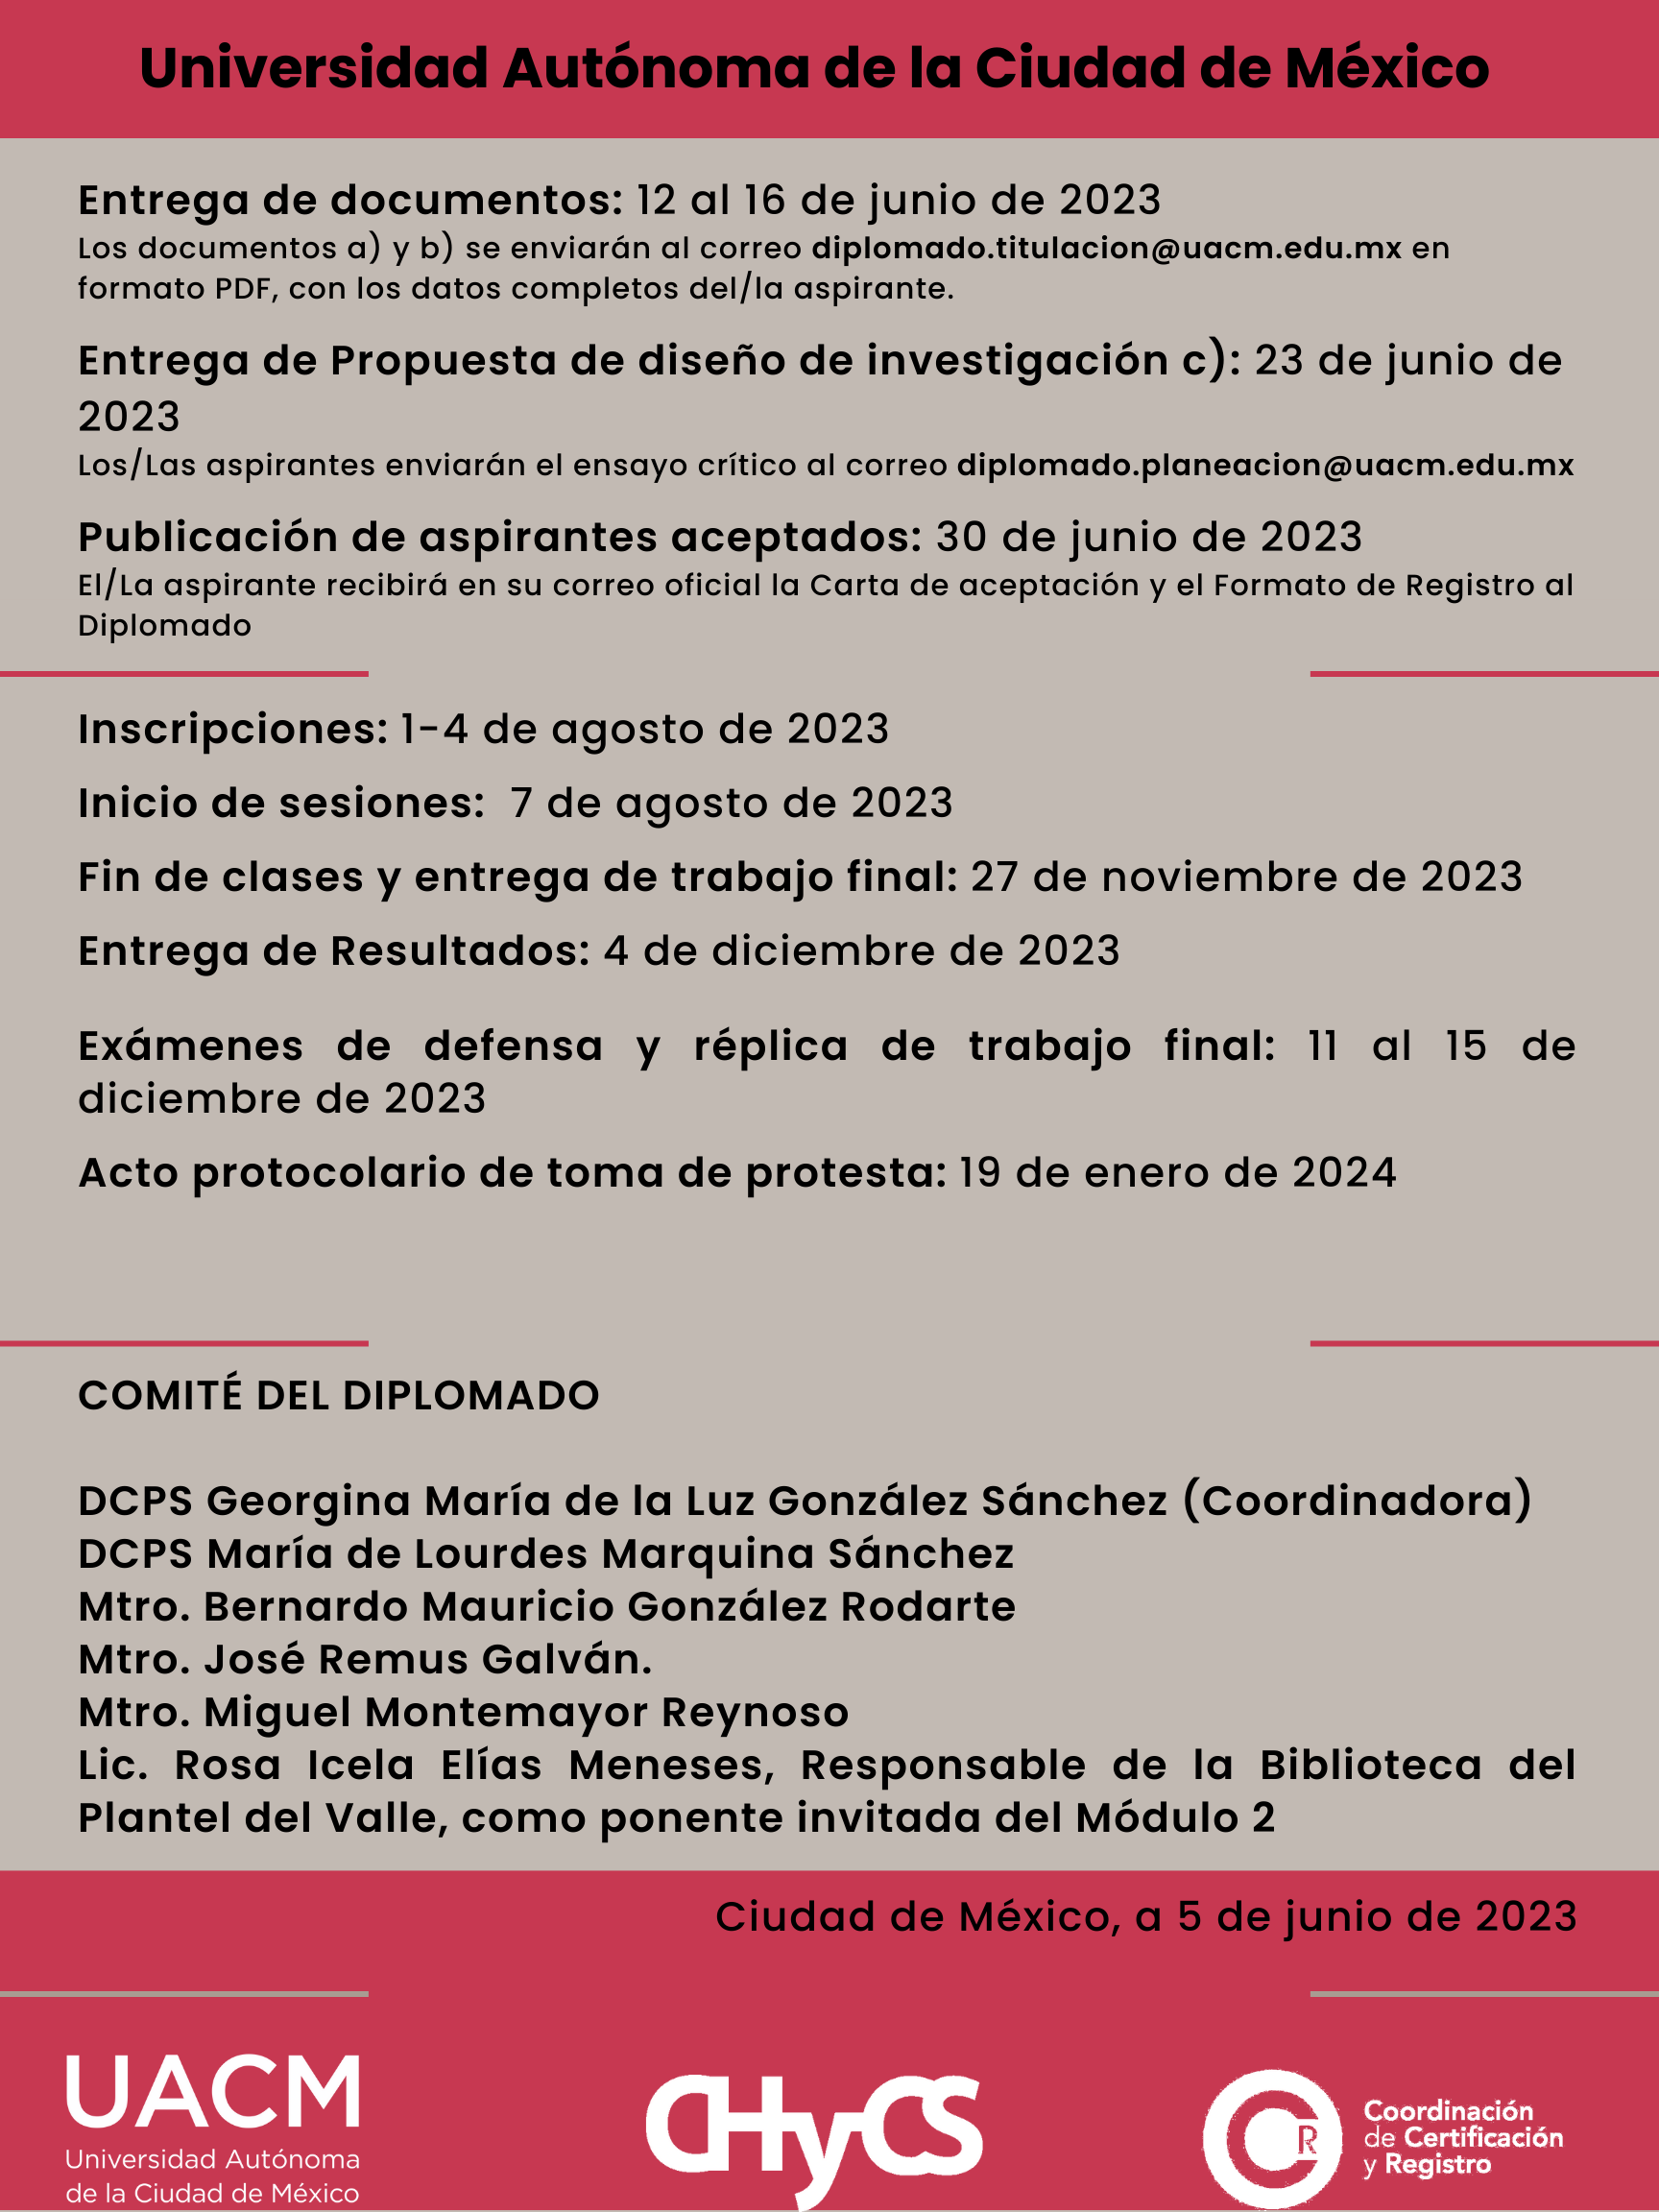 Universidad Autónoma de la Ciudad de México
Entrega de documentos: 12 al 16 de junio de 2023
Los documentos a) y b) se enviarán al correo diplomado.titulacion@uacm.edu.mx en
formato PDF, con los datos completos del/la aspirante.
Entrega de Propuesta de diseño de investigación c): 23 de junio de
2023
Los/Las aspirantes enviarán el ensayo crítico al correo diplomado.planeacion@uacm.edu.mx
Publicación de aspirantes aceptados: 30 de junio de 2023
El/La aspirante recibirá en su correo oficial la Carta de aceptación y el Formato de Registro al
Diplomado
Inscripciones: 1-4 de agosto de 2023
Inicio de sesiones: 7 de agosto de 2023
Fin de clases y entrega de trabajo final: 27 de noviembre de 2023
Entrega de Resultados: 4 de diciembre de 2023
Exámenes de defensa y réplica de trabajo final: 11 al 15 de
diciembre de 2023
Acto protocolario de toma de protesta: 19 de enero de 2024
COMITÉ DEL DIPLOMADO
DCPS Georgina María de la Luz González Sánchez (Coordinadora)
DCPS María de Lourdes Marquina Sánchez
Mtro. Bernardo Mauricio González Rodarte
Mtro. José Remus Galván.
Mtro. Miguel Montemayor Reynoso
Lic. Rosa Icela Elías Meneses, Responsable de la Biblioteca del
Plantel del Valle, como ponente invitada del Módulo 2
Ciudad de México, a 5 de junio de 2023
UACM
Universidad Autónoma
de la Ciudad de México
CHyCS
R
Coordinación
de Certificación
y Registro